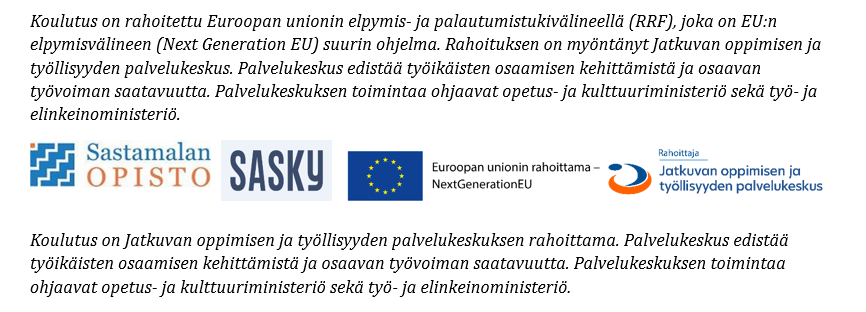 Koulutus on rahoitettu Euroopan unionin elpymis- ja palautumistukivälineellä (RRF), joka on EU:n
elpymisvälineen (Next Generation EU) suurin ohjelma. Rahoituksen on myöntänyt Jatkuvan oppimisen ja
työllisyyden palvelukeskus. Palvelukeskus edistää työikäisten osaamisen kehittämistä ja osaavan
työvoiman saatavuutta. Palvelukeskuksen toimintaa ohjaavat opetus- ja kulttuuriministeriö sekä työ- ja
elinkeinoministeriö.
Sastamalan
OPISTO
SASKY
Euroopan unionin rahoittama –
NextGenerationEU
Rahoittaja
Jatkuvan oppimisen ja
työllisyyden palvelukeskus
Koulutus on Jatkuvan oppimisen ja työllisyyden palvelukeskuksen rahoittama. Palvelukeskus edistää
työikäisten osaamisen kehittämistä ja osaavan työvoiman saatavuutta. Palvelukeskuksen toimintaa
ohjaavat opetus- ja kulttuuriministeriö sekä työ- ja elinkeinoministeriö.